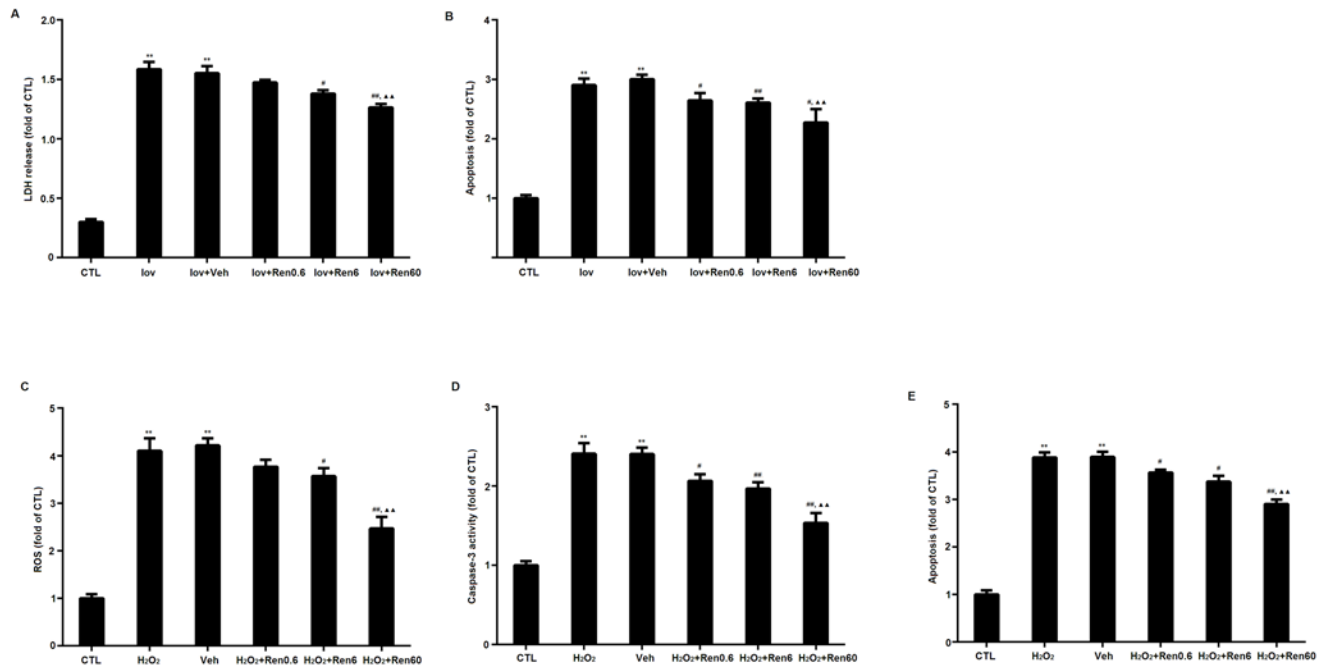 A
LDH release (fold of CTL)
2.0
1.5
1.0
0.5
0
**
**
#
##, ▲▲
CTL
Iov
Iov+Veh
Iov+Ren0.6
Iov+Ren6
Iov+Ren60
B
Apoptosis (fold of CTL)
4
3
2
1
**
**
#
##
#, ▲▲
CTL
Iov
Iov+Veh
Iov+Ren0.6
Iov+Ren6
Iov+Ren60
C
ROS (fold of CTL)
5
4
3
2
1
0
**
**
#
##, ▲▲
CTL
H₂O₂
Veh
H₂O₂+Ren0.6
H₂O₂+Ren6
H₂O₂+Ren60
D
Caspase-3 activity (fold of CTL)
3
2
1
0
**
**
#
##
##, ▲▲
CTL
H₂O₂
Veh
H₂O₂+Ren0.6
H₂O₂+Ren6
H₂O₂+Ren60
E
Apoptosis (fold of CTL)
5
4
3
2
1
0
**
**
#
#
##, ▲▲
CTL
H₂O₂
Veh
H₂O₂+Ren0.6
H₂O₂+Ren6
H₂O₂+Ren60